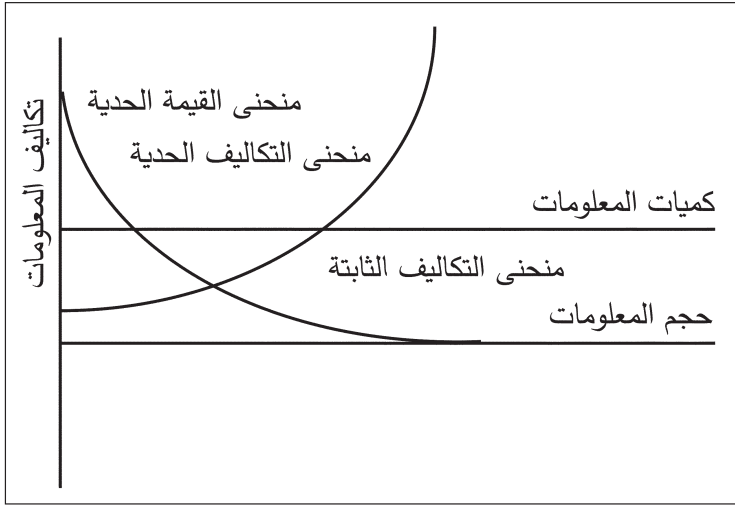 منحنى القيمة الحدية
منحنى التكاليف الحدية
تكاليف المعلومات
كميات المعلومات
منحنى التكاليف الثابتة
حجم المعلومات